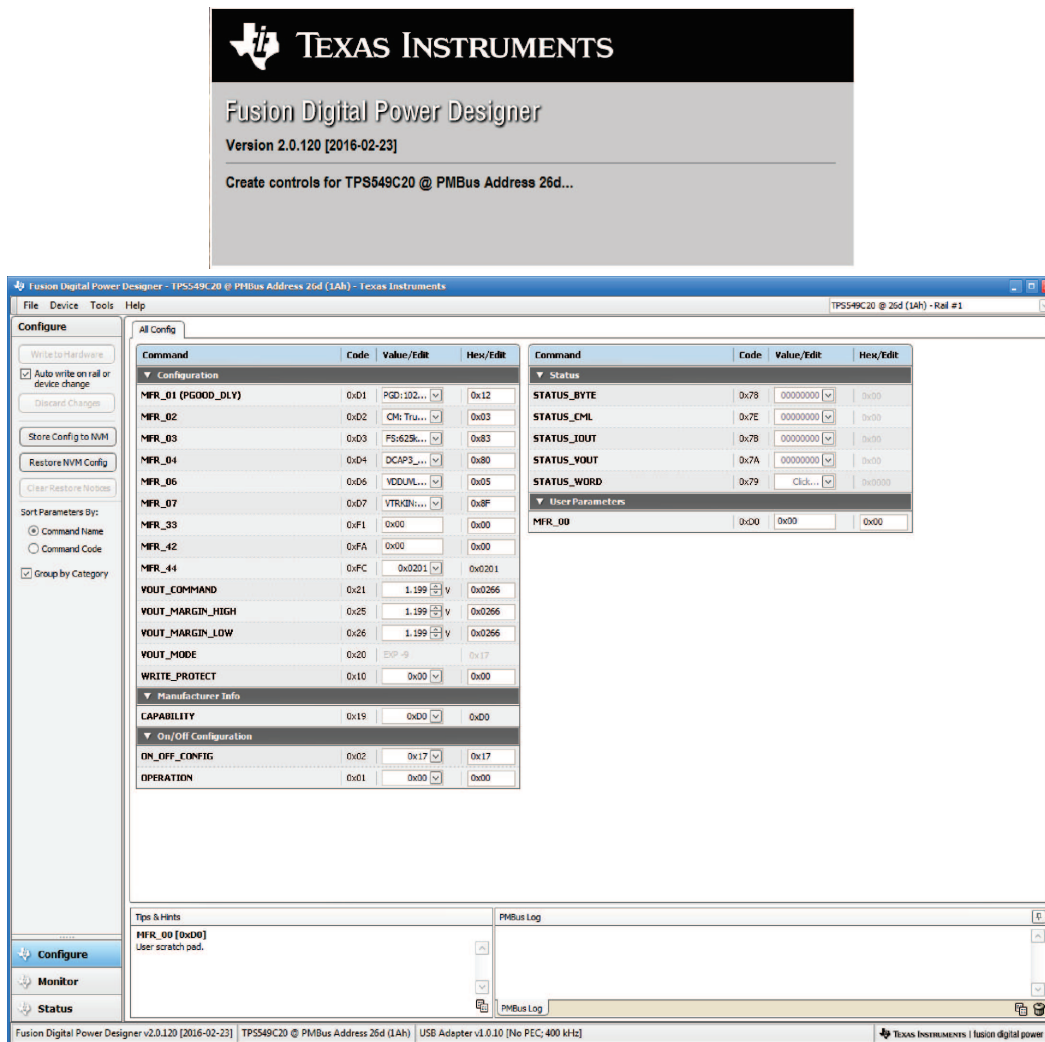 TEXAS INSTRUMENTS
Fusion Digital Power Designer
Version 2.0.120 [2016-02-23]
Create controls for TPS549C20 @ PMBus Address 26d...
Fusion Digital Power Designer - TPS549C20 @ PMBus Address 26d (1Ah) - Texas Instruments
File Device Tools Help
TPS549C20 @ 26d (1Ah) - Rail #1
Configure
Write to Hardware
Auto write on rail or
device change
Discard Changes
Store Config to NVM
Restore NVM Config
Clear Restore Notices
Sort Parameters By:
Command Name
Command Code
Group by Category
All Config
Command Code Value/Edit Hex/Edit
Configuration
MFR_01 (PGOOD_DLY) 0xD1 PGD:102... 0x12
MFR_02 0xD2 CM: Tru... 0x03
MFR_03 0xD3 FS:625k... 0x83
MFR_04 0xD4 DCAP3_... 0x80
MFR_06 0xD6 VDDUVL... 0x05
MFR_07 0xD7 VTRKIN:... 0x8F
MFR_33 0xF1 0x00 0x00
MFR_42 0xFA 0x00 0x00
MFR_44 0xFC 0x0201 0x0201
VOUT_COMMAND 0x21 1.199 V 0x0266
VOUT_MARGIN_HIGH 0x25 1.199 V 0x0266
VOUT_MARGIN_LOW 0x26 1.199 V 0x0266
VOUT_MODE 0x20 EXP -9 0x17
WRITE_PROTECT 0x10 0x00 0x00
Manufacturer Info
CAPABILITY 0x19 0xD0 0xD0
On/Off Configuration
ON_OFF_CONFIG 0x02 0x17 0x17
OPERATION 0x01 0x00 0x00
Command Code Value/Edit Hex/Edit
Status
STATUS_BYTE 0x78 00000000 0x00
STATUS_CML 0x7E 00000000 0x00
STATUS_IOUT 0x7B 00000000 0x00
STATUS_VOUT 0x7A 00000000 0x00
STATUS_WORD 0x79 Click... 0x0000
User Parameters
MFR_00 0xD0 0x00 0x00
Tips & Hints
MFR_00 [0xD0]
User scratch pad.
PMBus Log
PMBus Log
Configure
Monitor
Status
Fusion Digital Power Designer v2.0.120 [2016-02-23] TPS549C20 @ PMBus Address 26d (1Ah) USB Adapter v1.0.10 [No PEC; 400 kHz] TEXAS INSTRUMENTS | fusion digital power